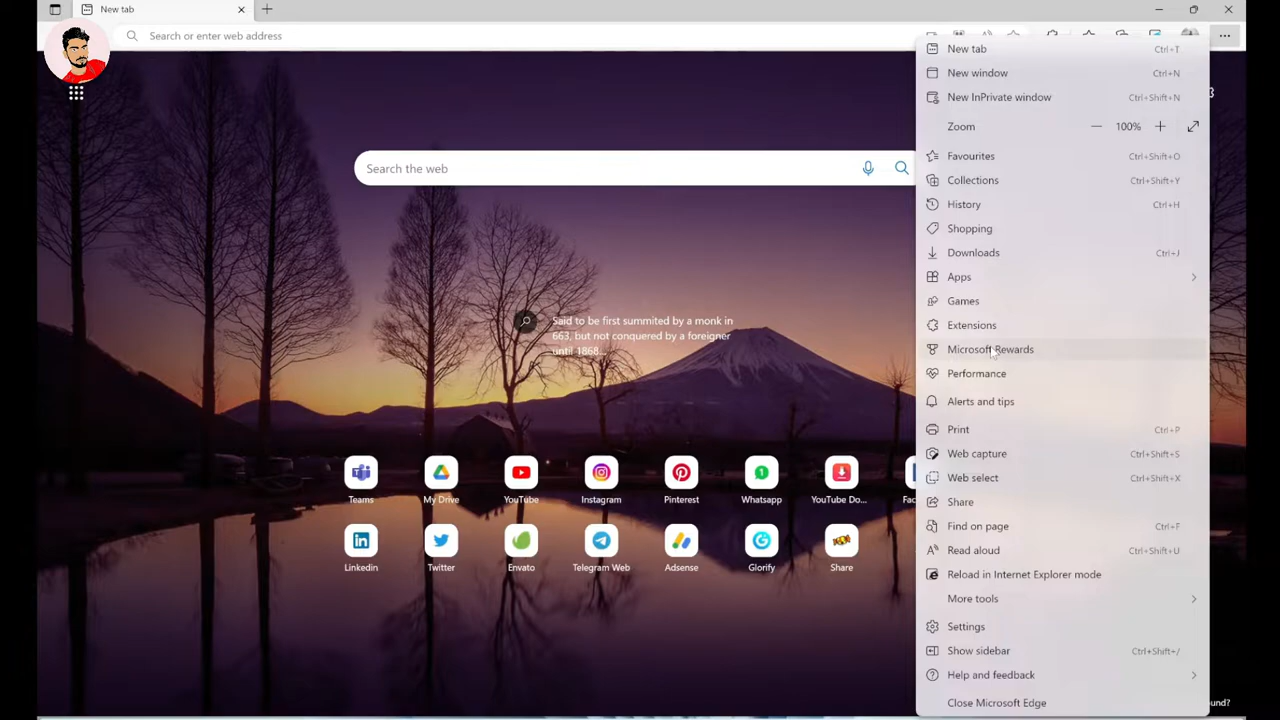 New tab
Search or enter web address
New tab Ctrl+T
New window Ctrl+N
New InPrivate window Ctrl+Shift+N
Zoom 100%
Search the web
Favourites Ctrl+Shift+O
Collections Ctrl+Shift+Y
History Ctrl+H
Shopping
Downloads Ctrl+J
Apps
Games
Extensions
Microsoft Rewards
Performance
Alerts and tips
Print Ctrl+P
Web capture Ctrl+Shift+S
Web select Ctrl+Shift+X
Share
Find on page Ctrl+F
Read aloud Ctrl+Shift+U
Reload in Internet Explorer mode
More tools
Settings
Show sidebar Ctrl+Shift+/
Help and feedback
Close Microsoft Edge
Said to be first summited by a monk in
663, but not conquered by a foreigner
until 1868...
Teams My Drive YouTube Instagram Pinterest Whatsapp YouTube Do...
Linkedin Twitter Envato Telegram Web Adsense Glorify Share